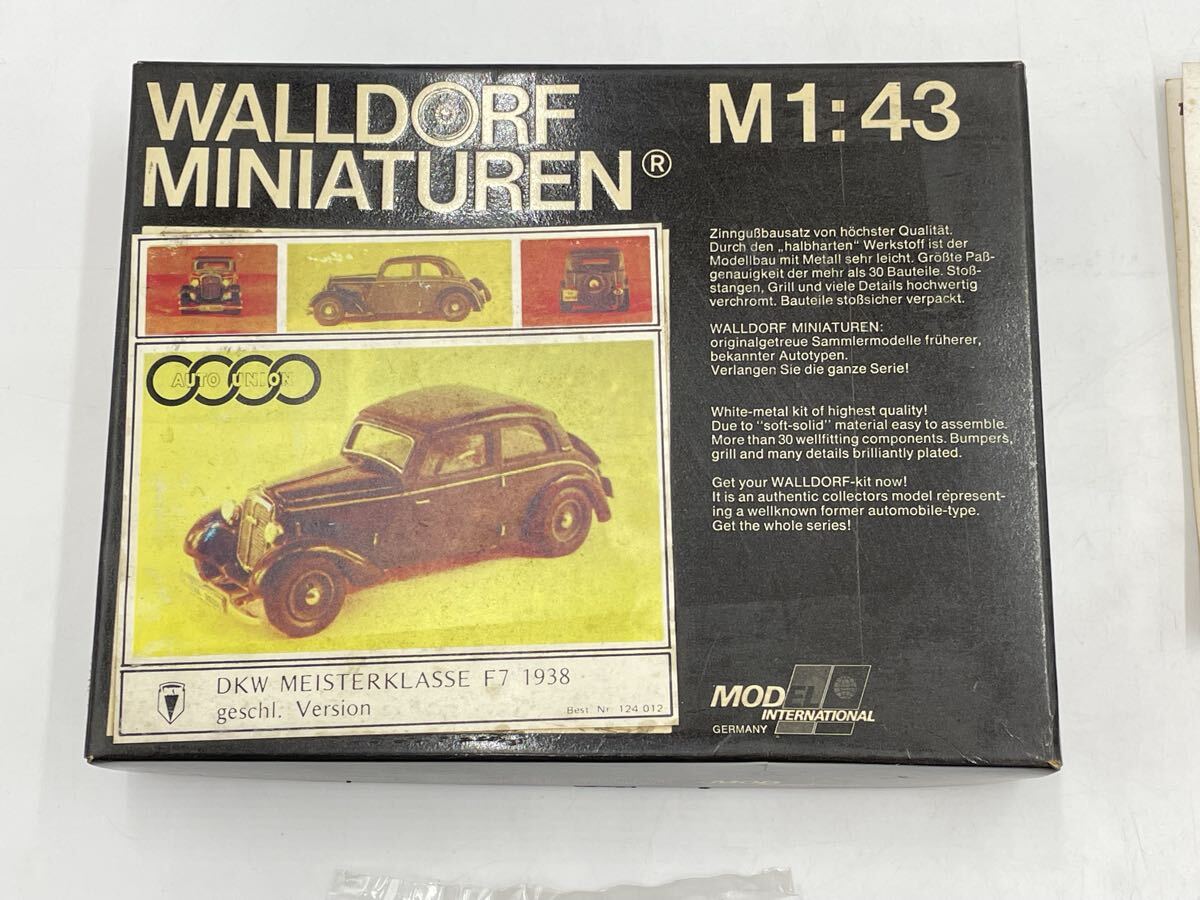 WALLDORF
MINIATUREN®
M 1:43
Zinngußbausatz von höchster Qualität.
Durch den „halbharten" Werkstoff ist der
Modellbau mit Metall sehr leicht. Größte Paß-
genauigkeit der mehr als 30 Bauteile. Stoß-
stangen, Grill und viele Details hochwertig
verchromt. Bauteile stoßsicher verpackt.
WALLDORF MINIATUREN:
originalgetreue Sammlermodelle früherer,
bekannter Autotypen.
Verlangen Sie die ganze Serie!
White-metal kit of highest quality!
Due to "soft-solid" material easy to assemble.
More than 30 wellfitting components. Bumpers,
grill and many details brilliantly plated.
Get your WALLDORF-kit now!
It is an authentic collectors model represent-
ing a wellknown former automobile-type.
Get the whole series!
AUTO UNION
DKW MEISTERKLASSE F7 1938
geschl. Version
Best. Nr. 124 012
MODEL
INTERNATIONAL
GERMANY